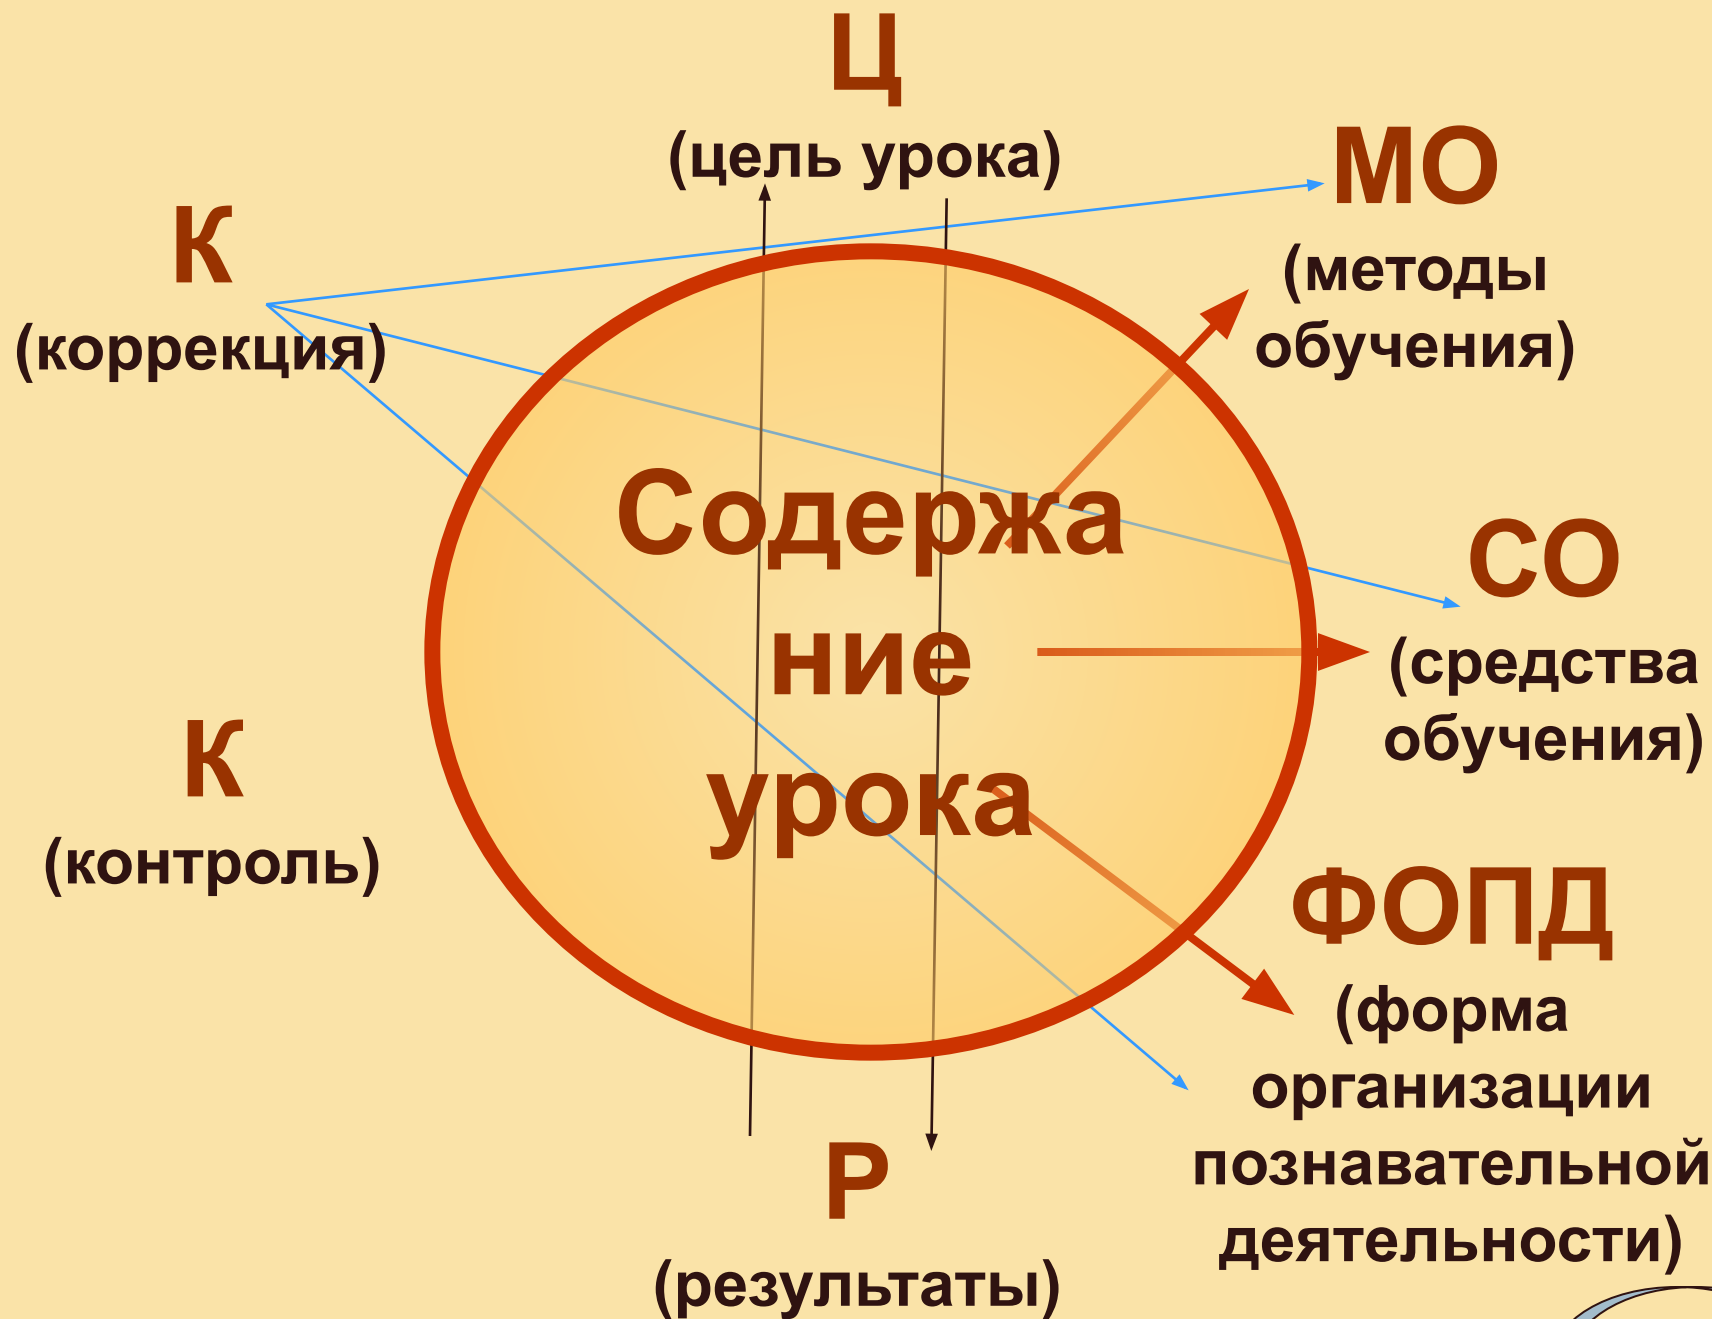 Ц
(цель урока)
МО
(методы
обучения)
К
(коррекция)
Содержа
ние
урока
СО
(средства
обучения)
К
(контроль)
ФОПД
(форма
организации
познавательной
деятельности)
Р
(результаты)